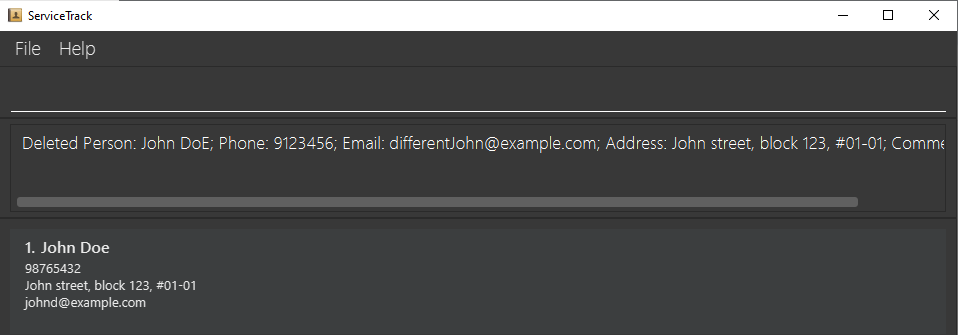 ServiceTrack
File Help
Deleted Person: John DoE; Phone: 9123456; Email: differentJohn@example.com; Address: John street, block 123, #01-01; Comme
1. John Doe
98765432
John street, block 123, #01-01
johnd@example.com